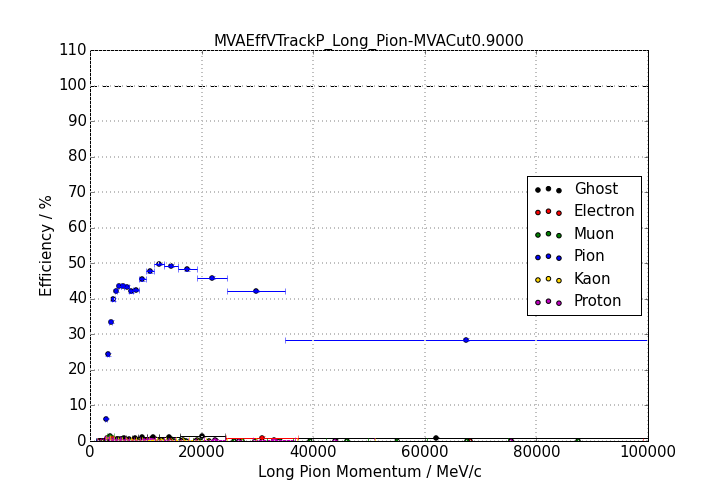 MVAEffVTrackP_Long_Pion-MVACut0.9000
110
100
90
80
70
60
50
40
30
20
10
0
Efficiency / %
Ghost
Electron
Muon
Pion
Kaon
Proton
0 20000 40000 60000 80000 100000
Long Pion Momentum / MeV/c